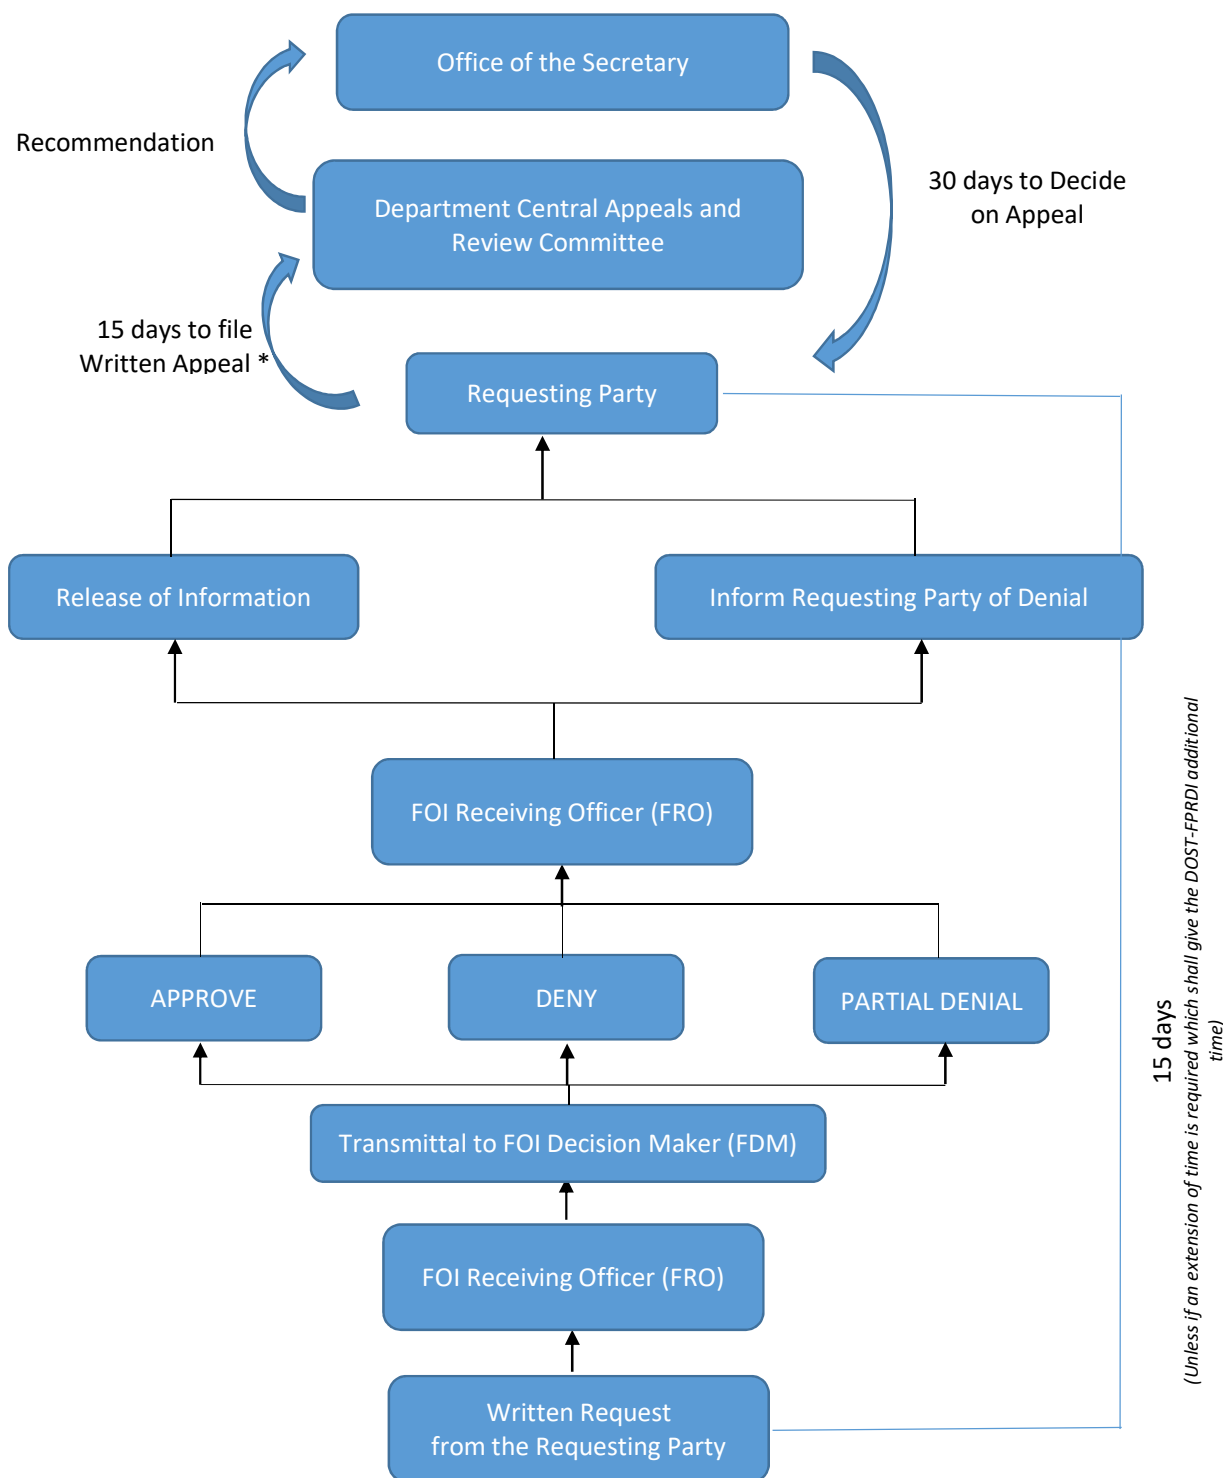 Office of the Secretary
Recommendation
Department Central Appeals and
Review Committee
30 days to Decide
on Appeal
15 days to file
Written Appeal *
Requesting Party
Release of Information
Inform Requesting Party of Denial
FOI Receiving Officer (FRO)
APPROVE
DENY
PARTIAL DENIAL
Transmittal to FOI Decision Maker (FDM)
FOI Receiving Officer (FRO)
Written Request
from the Requesting Party
15 days
(Unless if an extension of time is required which shall give the DOST-FPRDI additional
time)